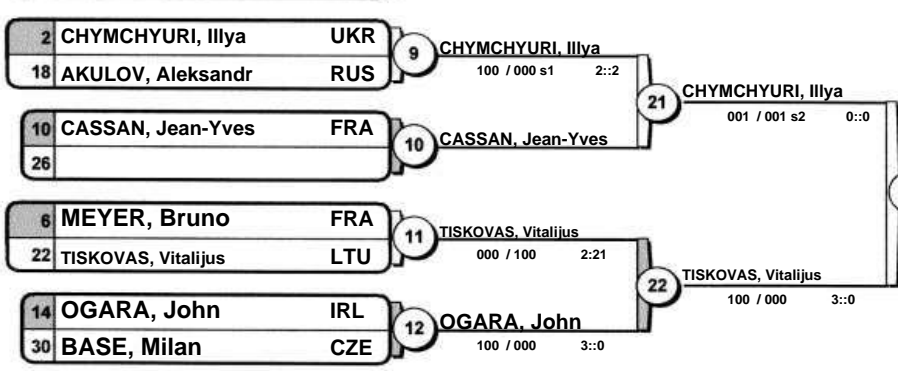 2 CHYMCHYURI, Illya UKR
18 AKULOV, Aleksandr RUS
9
CHYMCHYURI, Illya
100 / 000 s1 2::2
10 CASSAN, Jean-Yves FRA
26
10
CASSAN, Jean-Yves
21
CHYMCHYURI, Illya
001 / 001 s2 0::0
6 MEYER, Bruno FRA
22 TISKOVAS, Vitalijus LTU
11
TISKOVAS, Vitalijus
000 / 100 2:21
14 OGARA, John IRL
30 BASE, Milan CZE
12
OGARA, John
100 / 000 3::0
22
TISKOVAS, Vitalijus
100 / 000 3::0